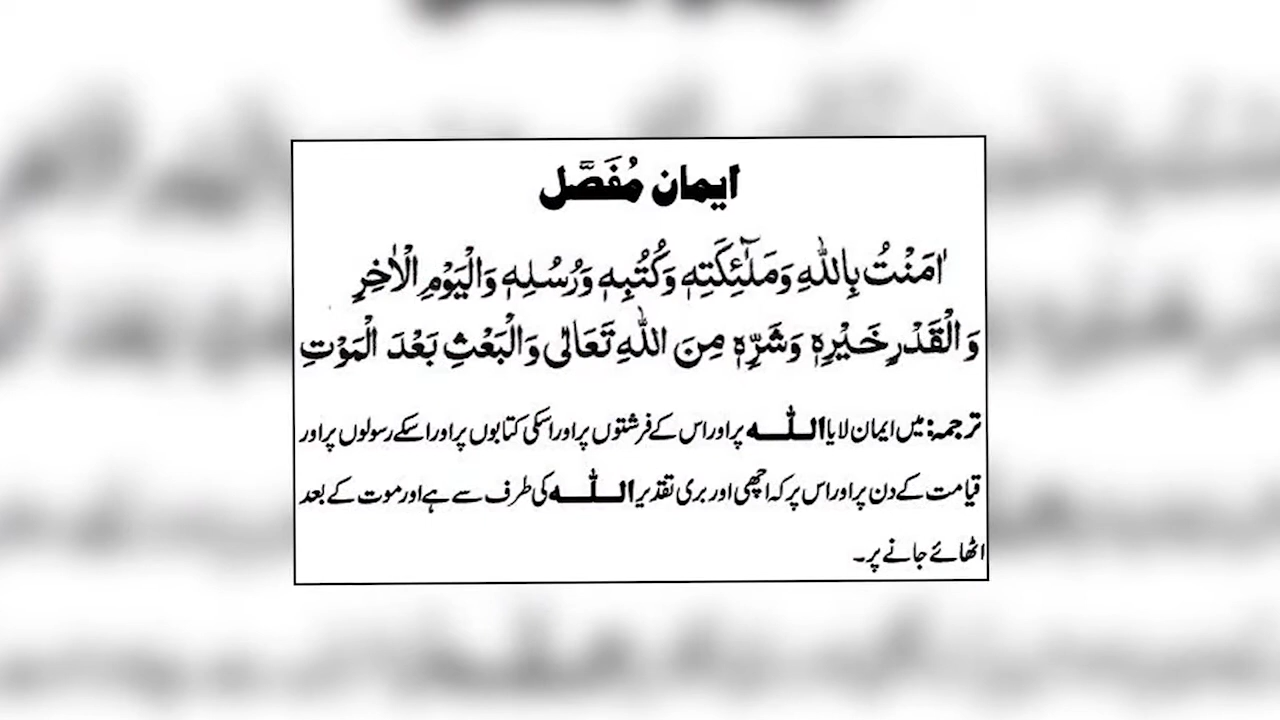 ایمان مُفَصَّل
اٰمَنْتُ بِاللّٰهِ وَمَلٰٓئِكَتِهٖ وَكُتُبِهٖ وَرُسُلِهٖ وَالْيَوْمِ الْاٰخِرِ
وَالْقَدْرِ خَيْرِهٖ وَشَرِّهٖ مِنَ اللّٰهِ تَعَالٰى وَالْبَعْثِ بَعْدَ الْمَوْتِ
ترجمہ: میں ایمان لایا اللّٰہ پر اور اس کے فرشتوں پر اور اسکی کتابوں پر اور اسکے رسولوں پر اور
قیامت کے دن پر اور اس پر کہ اچھی اور بری تقدیر اللّٰہ کی طرف سے ہے اور موت کے بعد
اٹھائے جانے پر۔